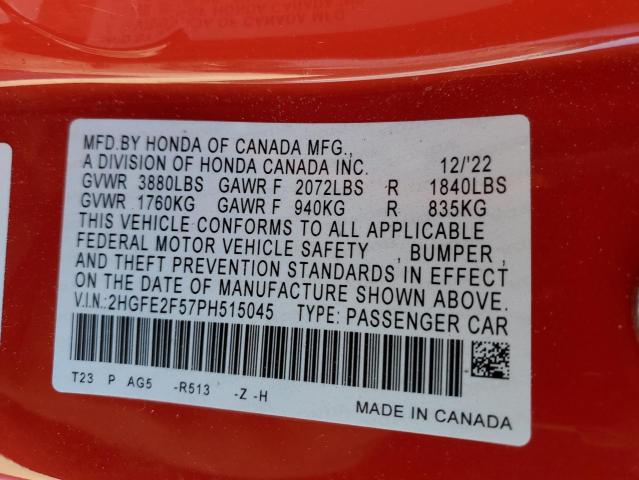 MFD.BY HONDA OF CANADA MFG.,
A DIVISION OF HONDA CANADA INC. 12/'22
GVWR 3880LBS GAWR F 2072LBS R 1840LBS
GVWR 1760KG GAWR F 940KG R 835KG
THIS VEHICLE CONFORMS TO ALL APPLICABLE
FEDERAL MOTOR VEHICLE SAFETY , BUMPER ,
AND THEFT PREVENTION STANDARDS IN EFFECT
ON THE DATE OF MANUFACTURE SHOWN ABOVE.
V.I.N:2HGFE2F57PH515045 TYPE: PASSENGER CAR
T23 P AG5 -R513 -Z -H
MADE IN CANADA